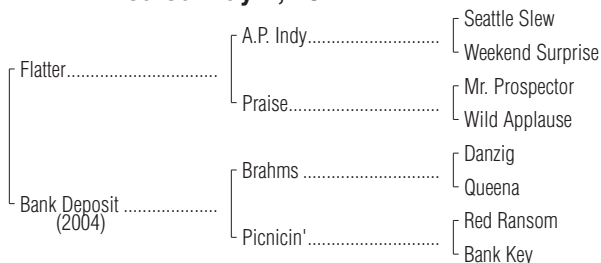 Seattle Slew
A.P. Indy
Weekend Surprise
Flatter
Mr. Prospector
Praise
Wild Applause
Danzig
Brahms
Queena
Bank Deposit
(2004)
Red Ransom
Picnicin'
Bank Key